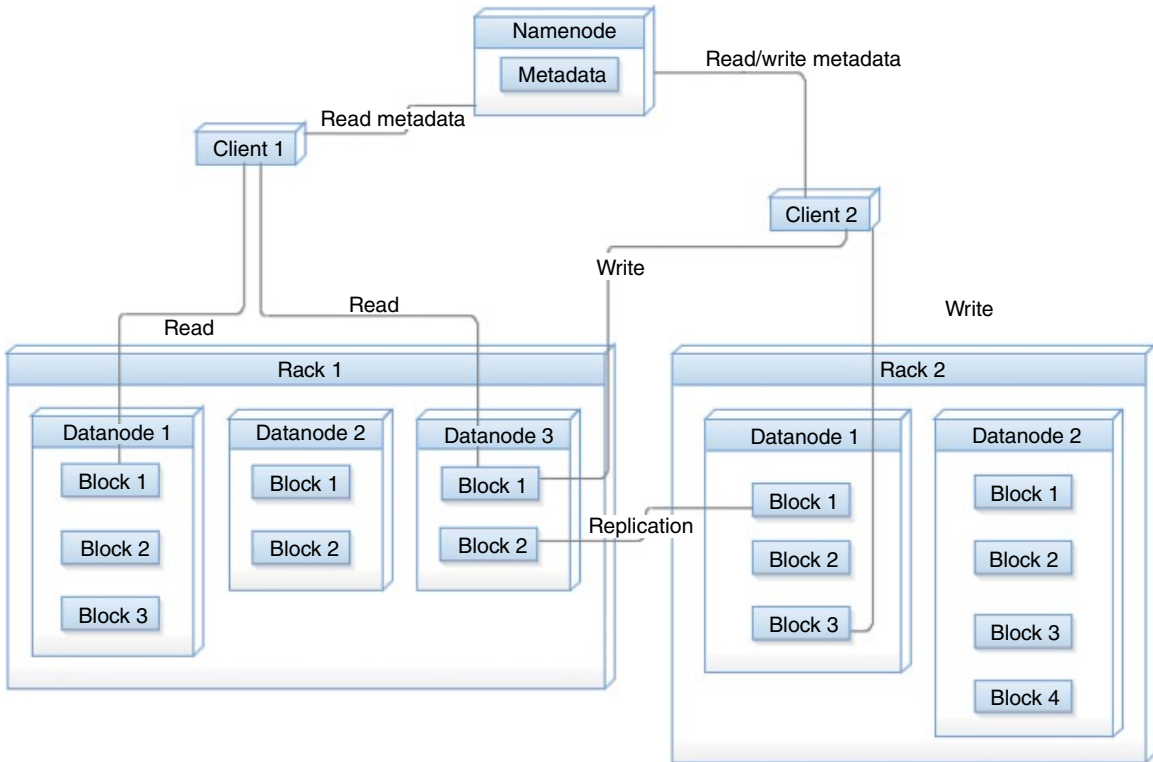 Namenode
Metadata
Read/write metadata
Read metadata
Client 1
Client 2
Write
Read
Read
Write
Rack 1
Rack 2
Datanode 1
Block 1
Block 2
Block 3
Datanode 2
Block 1
Block 2
Datanode 3
Block 1
Block 2
Replication
Datanode 1
Block 1
Block 2
Block 3
Datanode 2
Block 1
Block 2
Block 3
Block 4